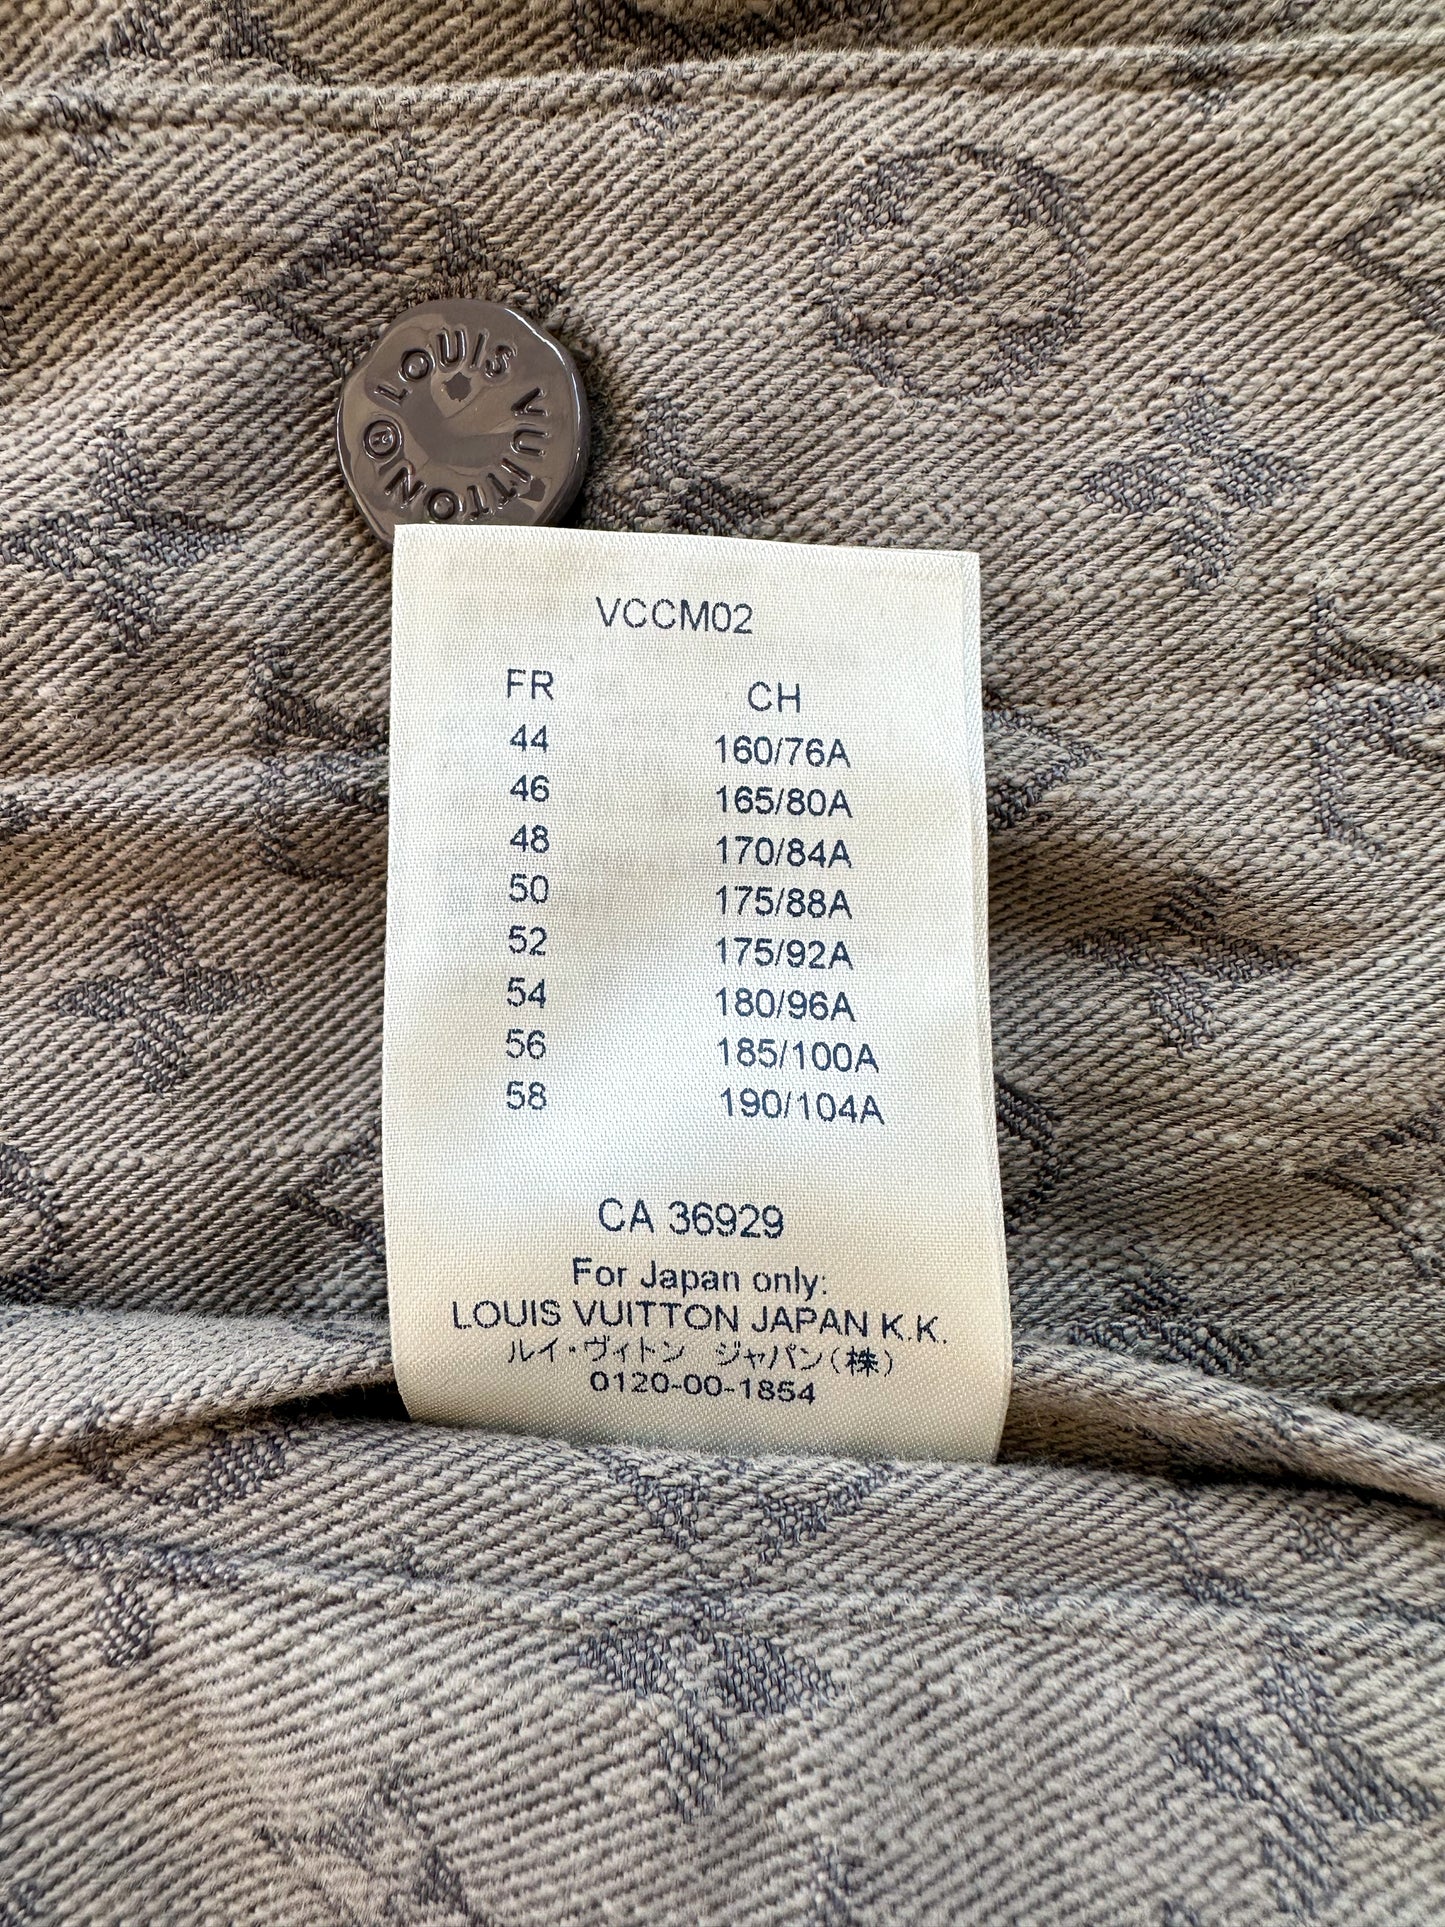 LOUIS VUITTON ®
VCCM02
FR CH
44 160/76A
46 165/80A
48 170/84A
50 175/88A
52 175/92A
54 180/96A
56 185/100A
58 190/104A
CA 36929
For Japan only:
LOUIS VUITTON JAPAN K.K.
ルイ・ヴィトン ジャパン(株)
0120-00-1854